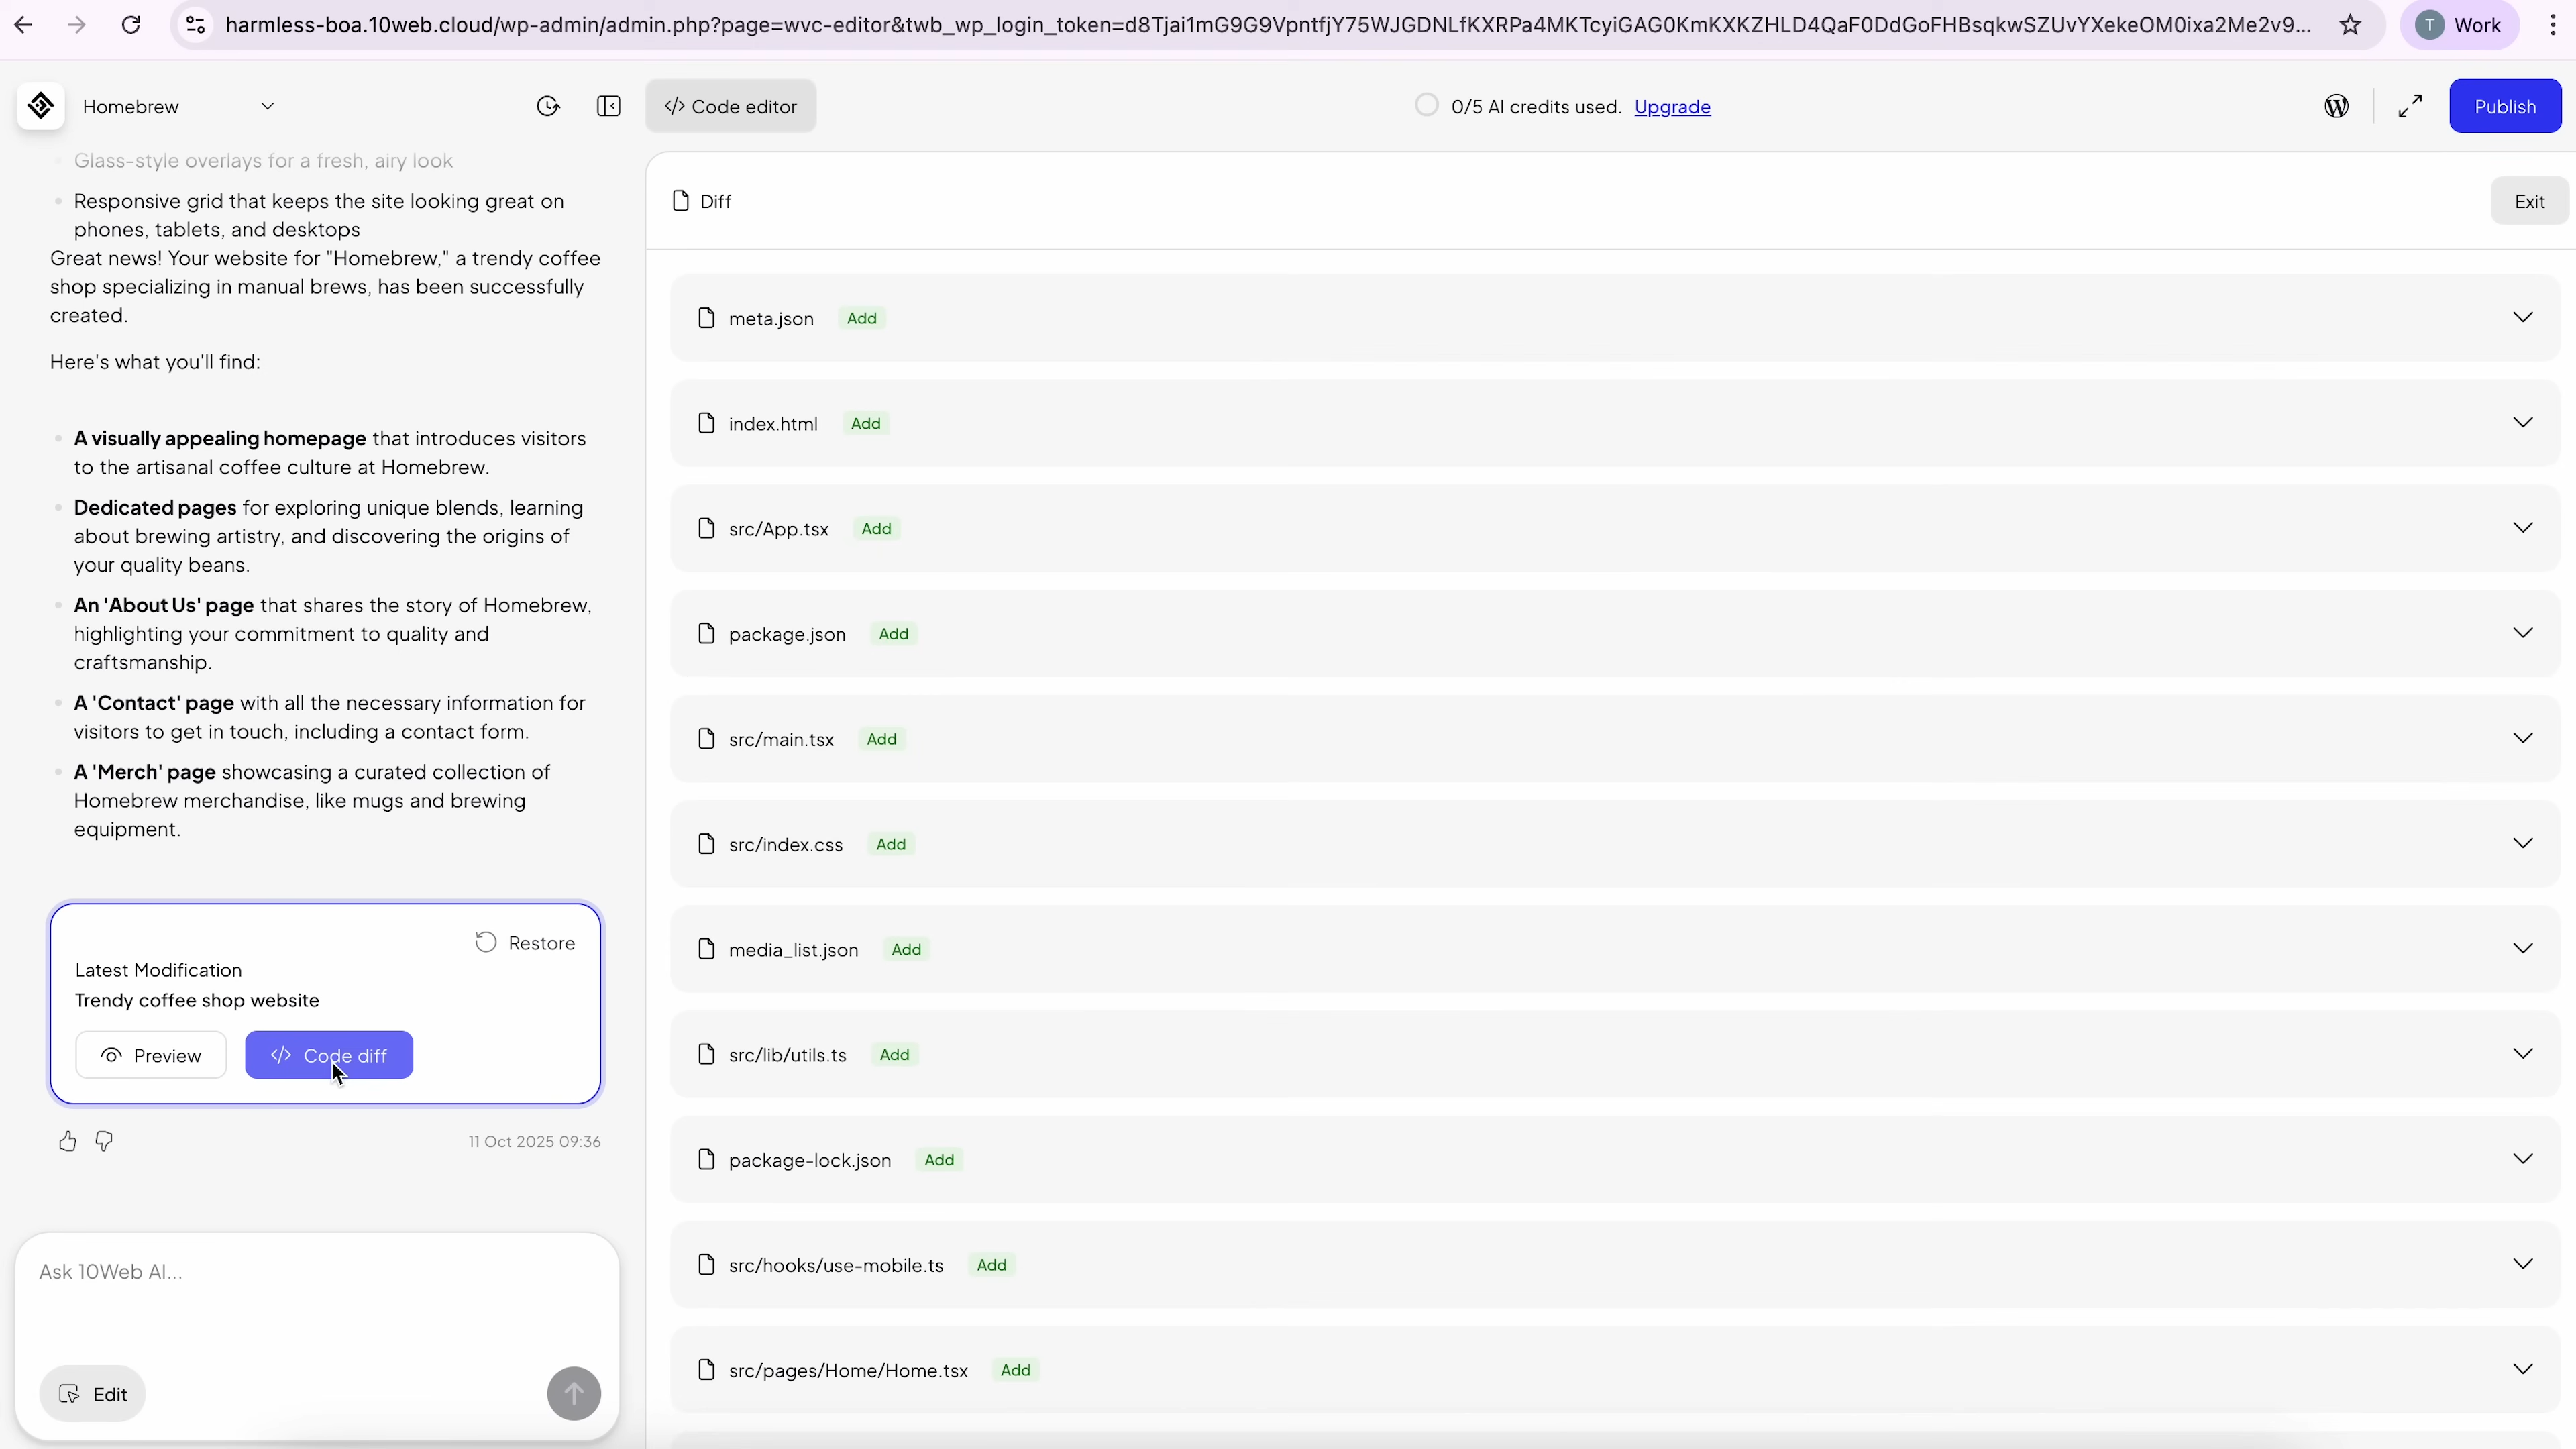 harmless-boa.10web.cloud/wp-admin/admin.php?page=wvc-editor&twb_wp_login_token=d8Tjai1mG9G9VpntfjY75WJGDNLfKXRPa4MKTcyiGAG0KmKXKZHLD4QaF0DdGoFHBsqkwSZUvYXekeOM0ixa2Me2v9...
T Work
Homebrew
</> Code editor
0/5 AI credits used. Upgrade
Publish
Glass-style overlays for a fresh, airy look
Responsive grid that keeps the site looking great on
phones, tablets, and desktops
Great news! Your website for "Homebrew," a trendy coffee
shop specializing in manual brews, has been successfully
created.
Here's what you'll find:
A visually appealing homepage that introduces visitors
to the artisanal coffee culture at Homebrew.
Dedicated pages for exploring unique blends, learning
about brewing artistry, and discovering the origins of
your quality beans.
An 'About Us' page that shares the story of Homebrew,
highlighting your commitment to quality and
craftsmanship.
A 'Contact' page with all the necessary information for
visitors to get in touch, including a contact form.
A 'Merch' page showcasing a curated collection of
Homebrew merchandise, like mugs and brewing
equipment.
Restore
Latest Modification
Trendy coffee shop website
Preview
</> Code diff
11 Oct 2025 09:36
Ask 10Web AI...
Edit
Diff
Exit
meta.json Add
index.html Add
src/App.tsx Add
package.json Add
src/main.tsx Add
src/index.css Add
media_list.json Add
src/lib/utils.ts Add
package-lock.json Add
src/hooks/use-mobile.ts Add
src/pages/Home/Home.tsx Add